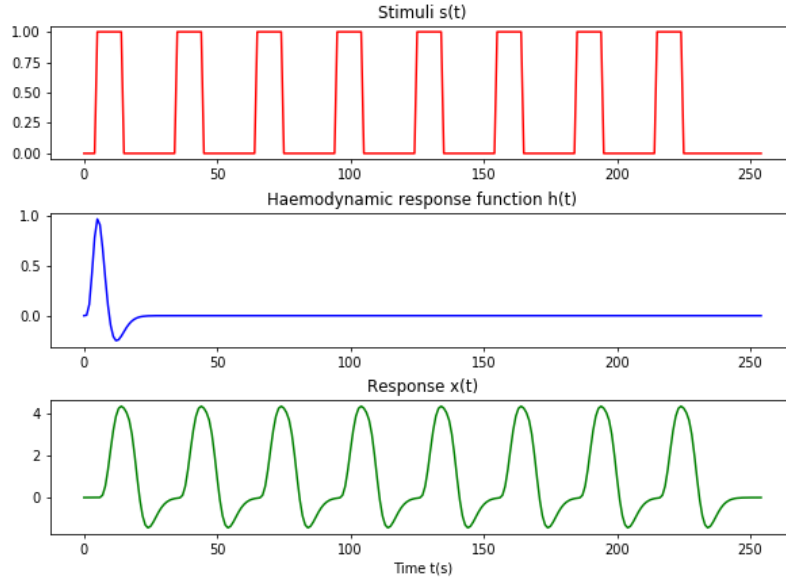 Stimuli s(t)
1.00
0.75
0.50
0.25
0.00
0 50 100 150 200 250
Haemodynamic response function h(t)
1.0
0.5
0.0
0 50 100 150 200 250
Response x(t)
4
2
0
0 50 100 150 200 250
Time t(s)